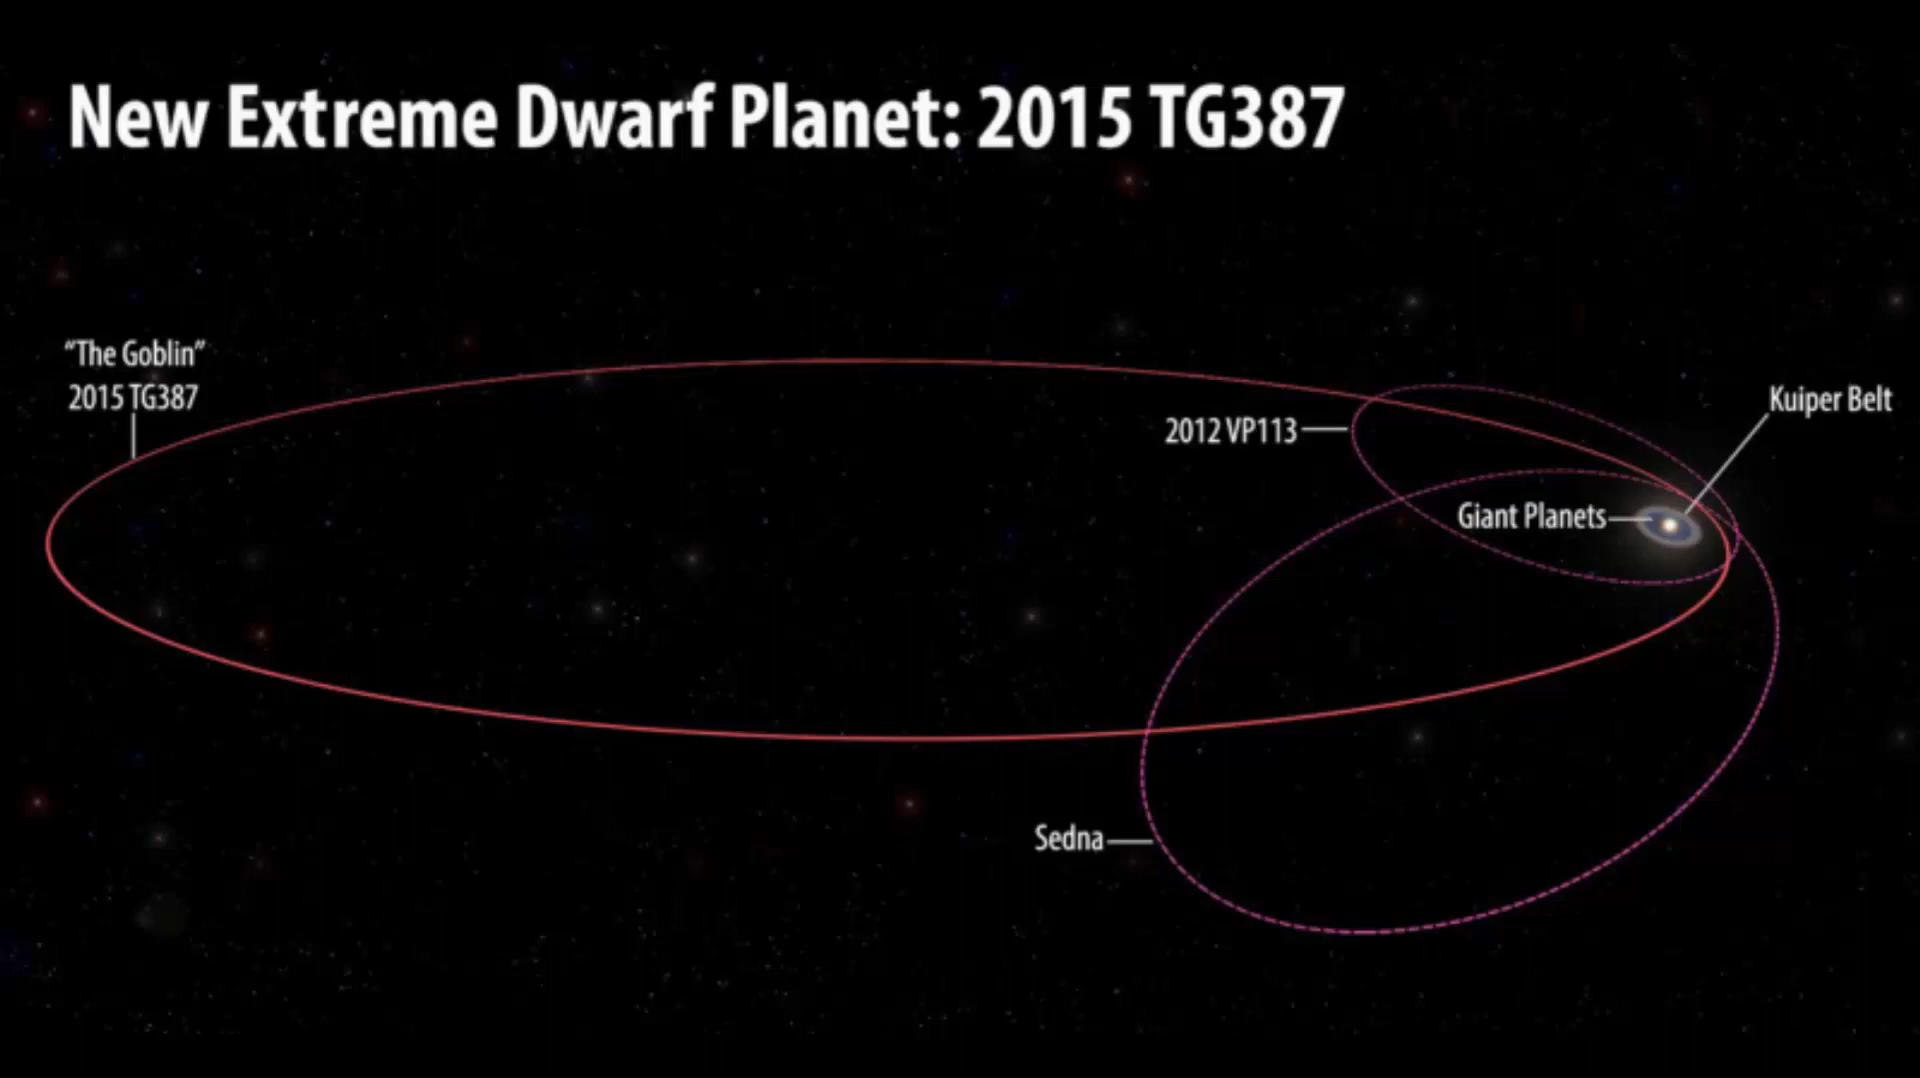 New Extreme Dwarf Planet: 2015 TG387
“The Goblin”
2015 TG387
Kuiper Belt
2012 VP113
Giant Planets
Sedna